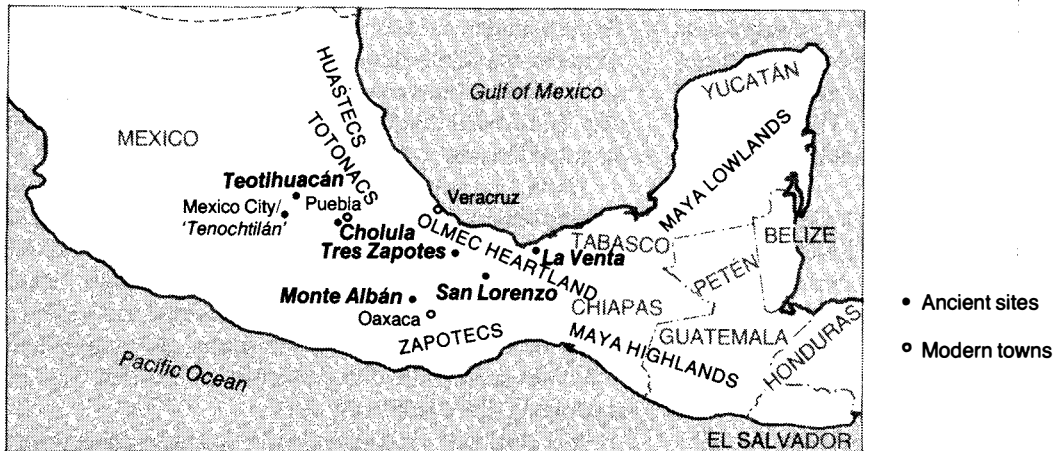 HUASTECS
Gulf of Mexico
YUCATÁN
MEXICO
TOTONACS
MAYA LOWLANDS
Teotihuacán
Mexico City/
'Tenochtilán'
Puebla
Veracruz
Cholula
OLMEC HEARTLAND
TABASCO
BELIZE
Tres Zapotes
La Venta
PETÉN
Monte Albán
San Lorenzo
Oaxaca
CHIAPAS
ZAPOTECS
MAYA HIGHLANDS
GUATEMALA
HONDURAS
Pacific Ocean
EL SALVADOR
Ancient sites
Modern towns